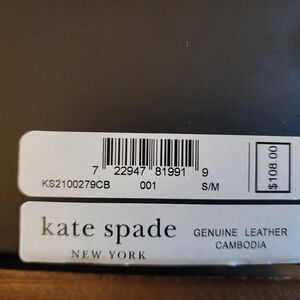 7 22947 81991 9
KS2100279CB 001 S/M
$108.00
kate spade
NEW YORK
GENUINE LEATHER
CAMBODIA